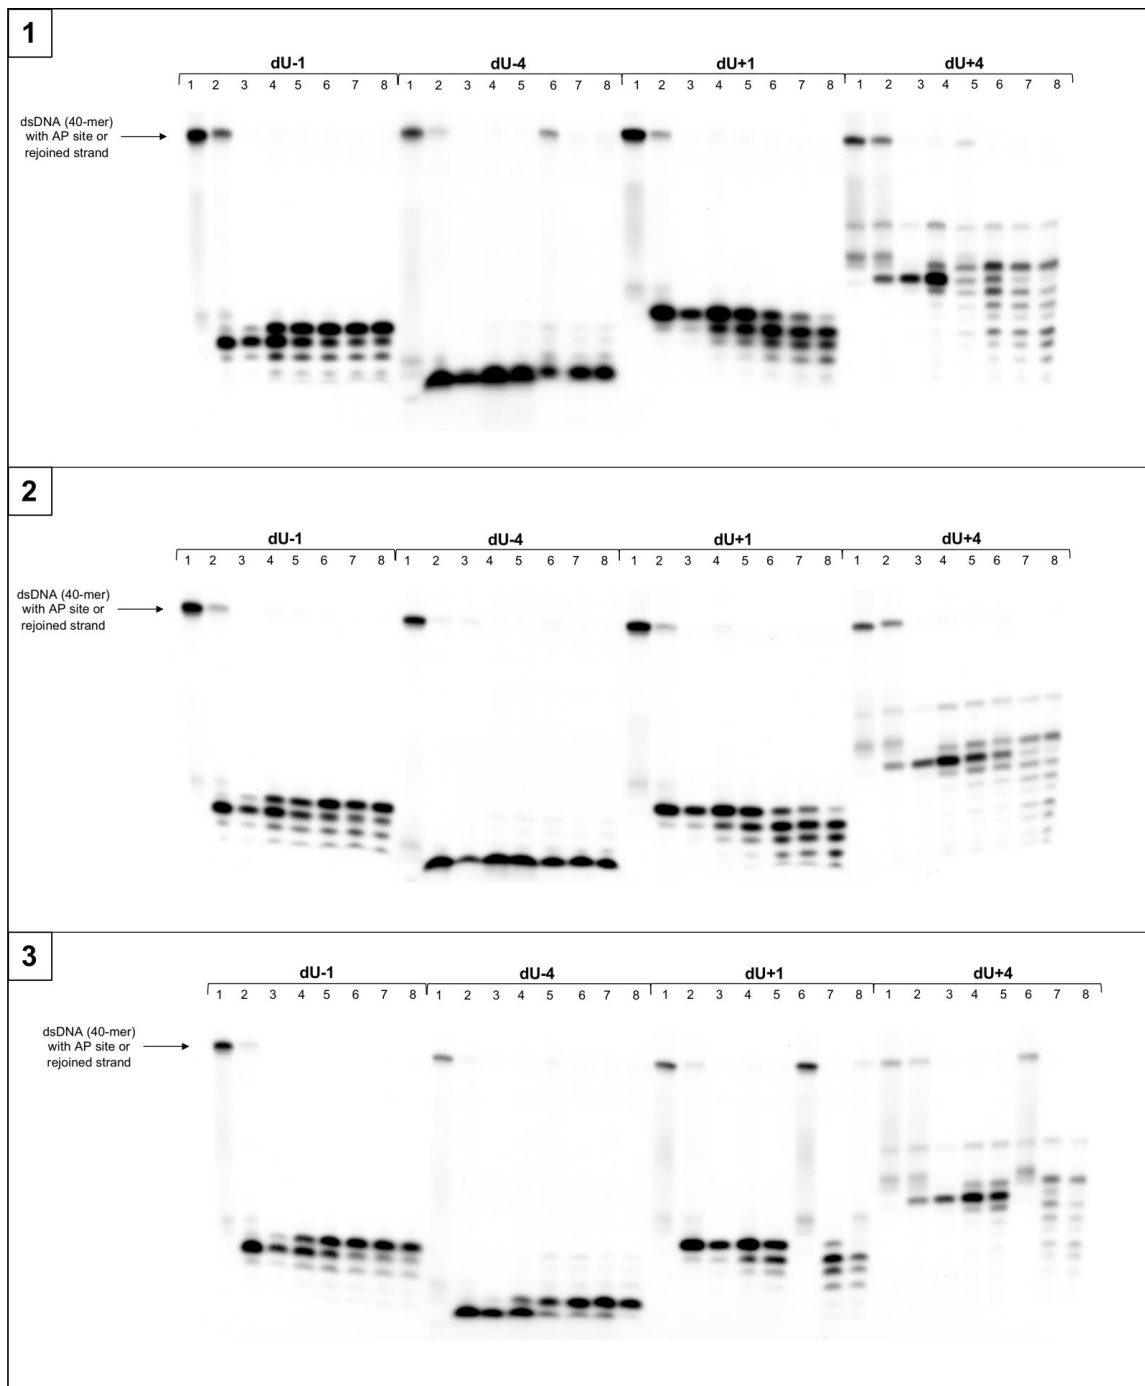 1
dU-1 dU-4 dU+1 dU+4
1 2 3 4 5 6 7 8 1 2 3 4 5 6 7 8 1 2 3 4 5 6 7 8 1 2 3 4 5 6 7 8
dsDNA (40-mer)
with AP site or
rejoined strand
2
dU-1 dU-4 dU+1 dU+4
1 2 3 4 5 6 7 8 1 2 3 4 5 6 7 8 1 2 3 4 5 6 7 8 1 2 3 4 5 6 7 8
dsDNA (40-mer)
with AP site or
rejoined strand
3
dU-1 dU-4 dU+1 dU+4
1 2 3 4 5 6 7 8 1 2 3 4 5 6 7 8 1 2 3 4 5 6 7 8 1 2 3 4 5 6 7 8
dsDNA (40-mer)
with AP site or
rejoined strand